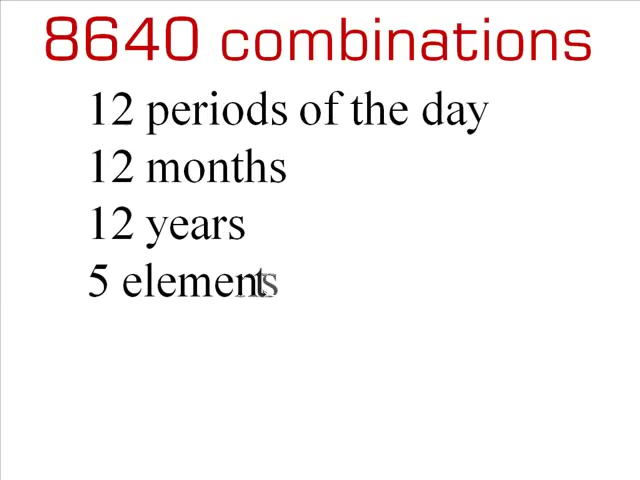 8640 combinations
12 periods of the day
12 months
12 years
5 elements